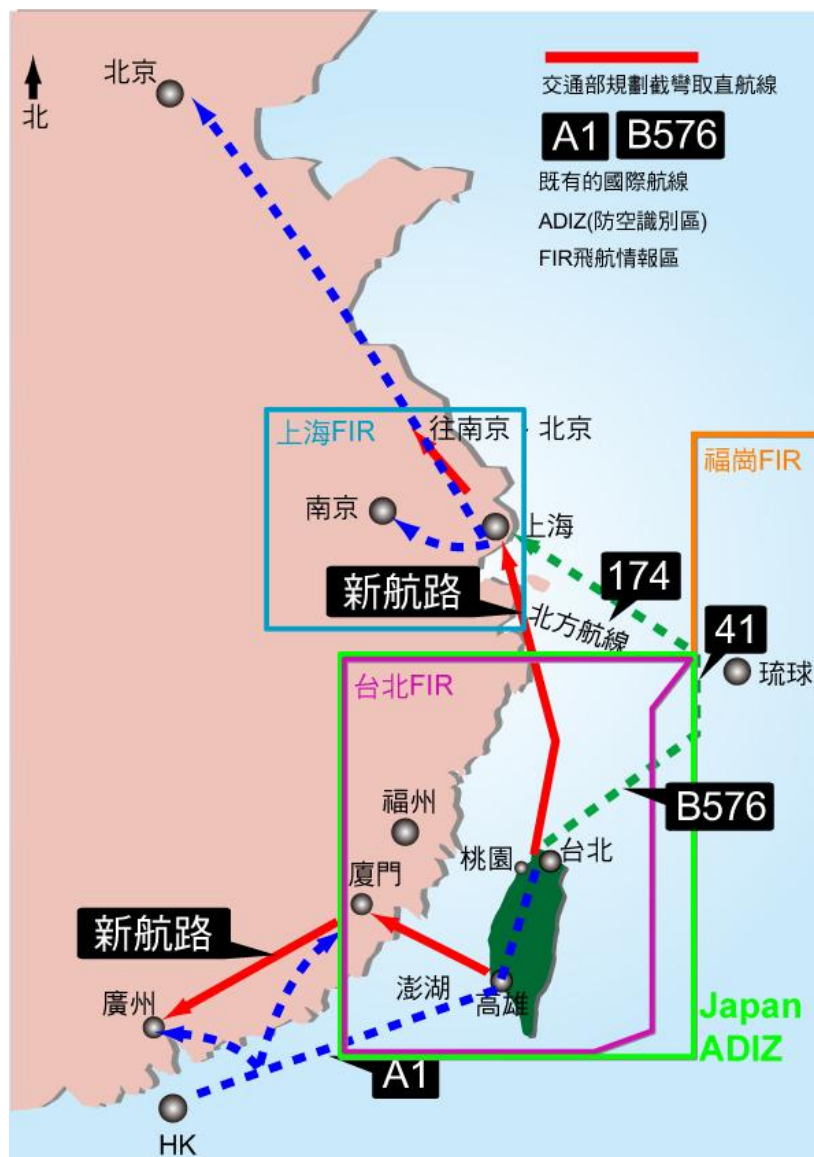 北京
北
交通部規劃截彎取直航線
A1 B576
既有的國際航線
ADIZ(防空識別區)
FIR飛航情報區
上海FIR
往南京、北京
福崗FIR
南京
上海
174
新航路
北方航線
41
琉球
台北FIR
B576
福州
桃園
台北
廈門
新航路
澎湖
高雄
廣州
Japan
ADIZ
A1
HK